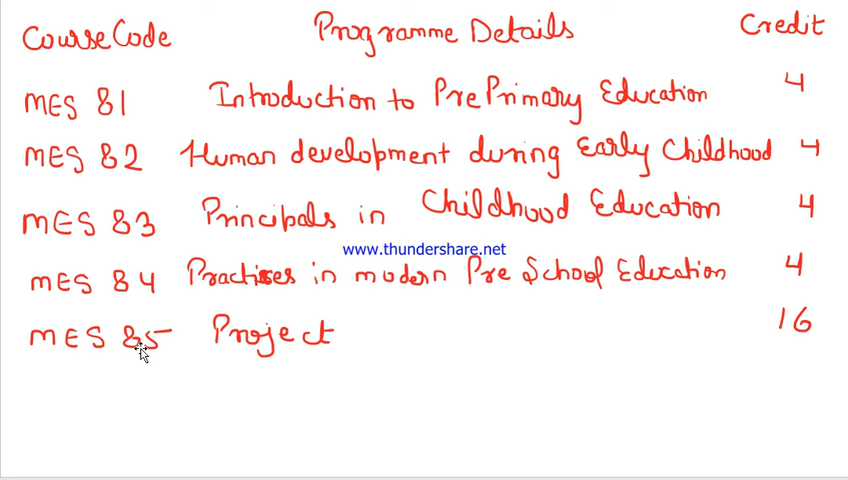 Course Code Programme Details Credit
MES 81 Introduction to PrePrimary Education 4
MES 82 Human development during Early Childhood 4
MES 83 Principals in Childhood Education 4
www.thundershare.net
MES 84 Practises in modern Pre School Education 4
MES 85 Project 16